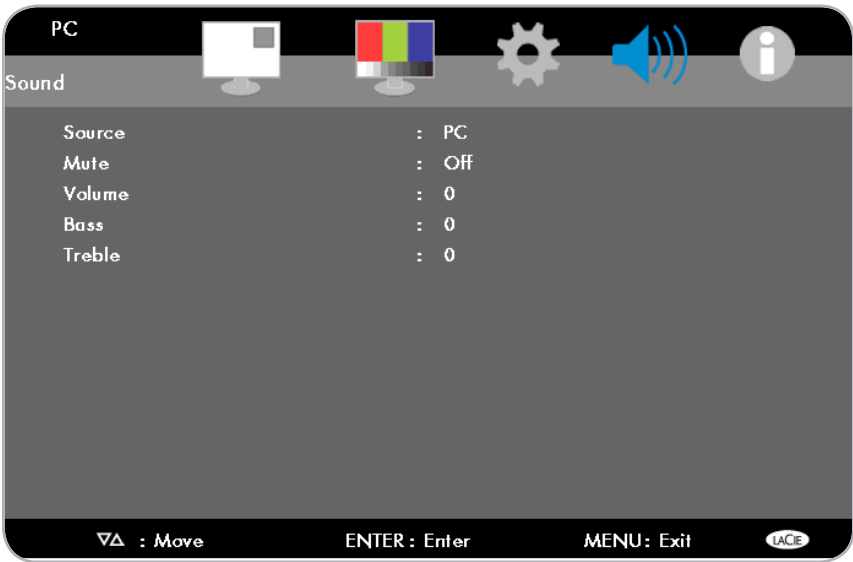 PC
Sound
Source : PC
Mute : Off
Volume : 0
Bass : 0
Treble : 0
▽△ : Move ENTER : Enter MENU : Exit LACIE